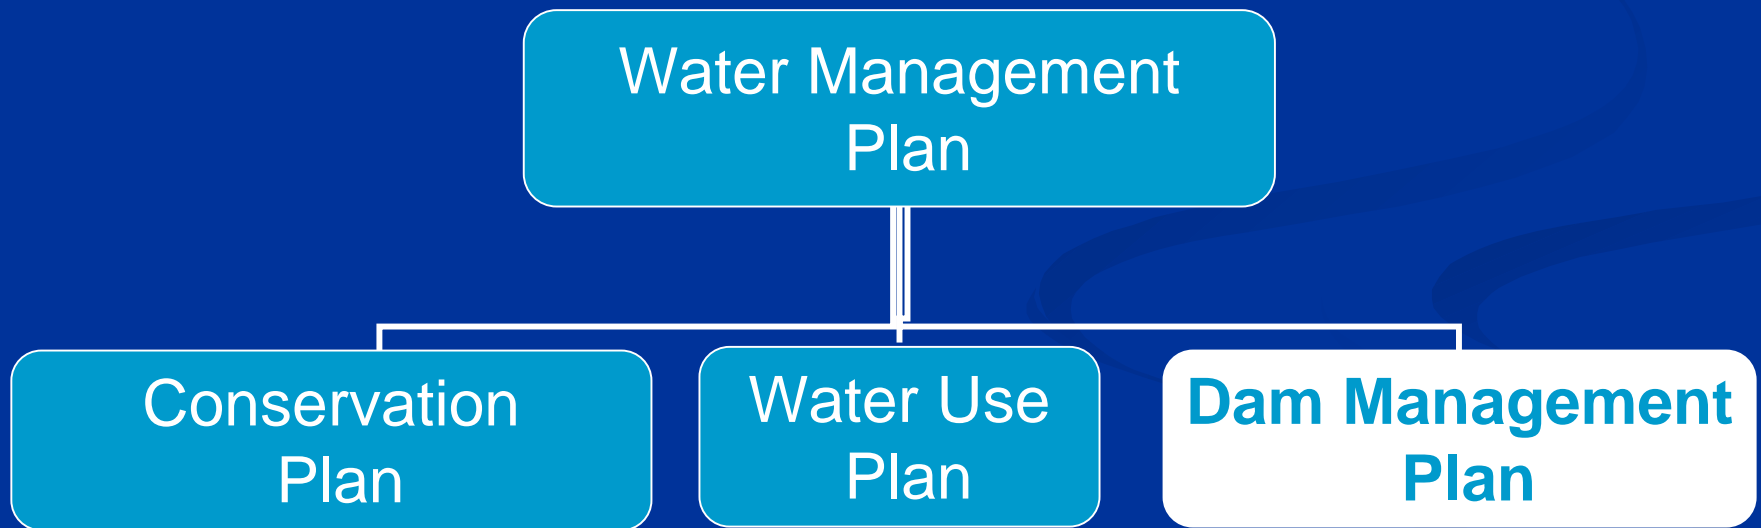 Water Management
Plan
Conservation
Plan
Water Use
Plan
Dam Management
Plan